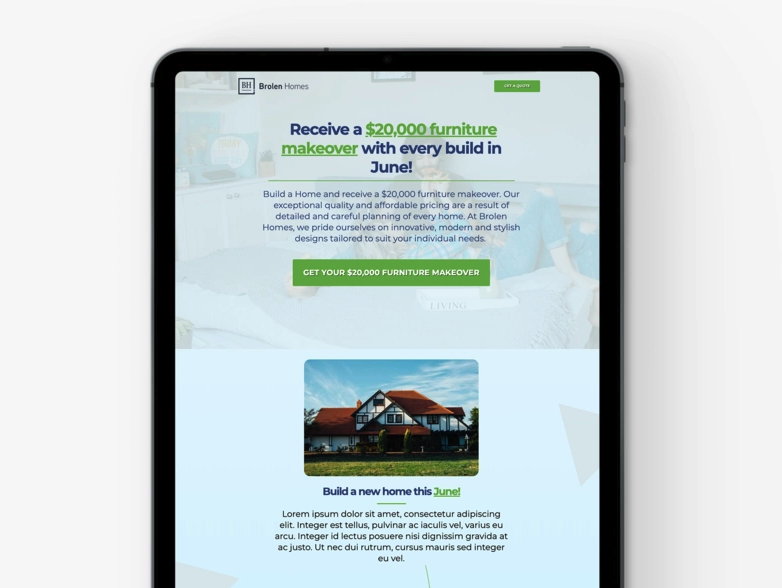 BH
Brolen Homes
GET A QUOTE
Receive a $20,000 furniture
makeover with every build in
June!
Build a Home and receive a $20,000 furniture makeover. Our
exceptional quality and affordable pricing are a result of
detailed and careful planning of every home. At Brolen
Homes, we pride ourselves on innovative, modern and stylish
designs tailored to suit your individual needs.
GET YOUR $20,000 FURNITURE MAKEOVER
LIVING
Build a new home this June!
Lorem ipsum dolor sit amet, consectetur adipiscing
elit. Integer est tellus, pulvinar ac iaculis vel, varius eu
arcu. Integer id lectus posuere nisi dignissim gravida at
ac justo. Ut nec dui rutrum, cursus mauris sed integer
eu vel.